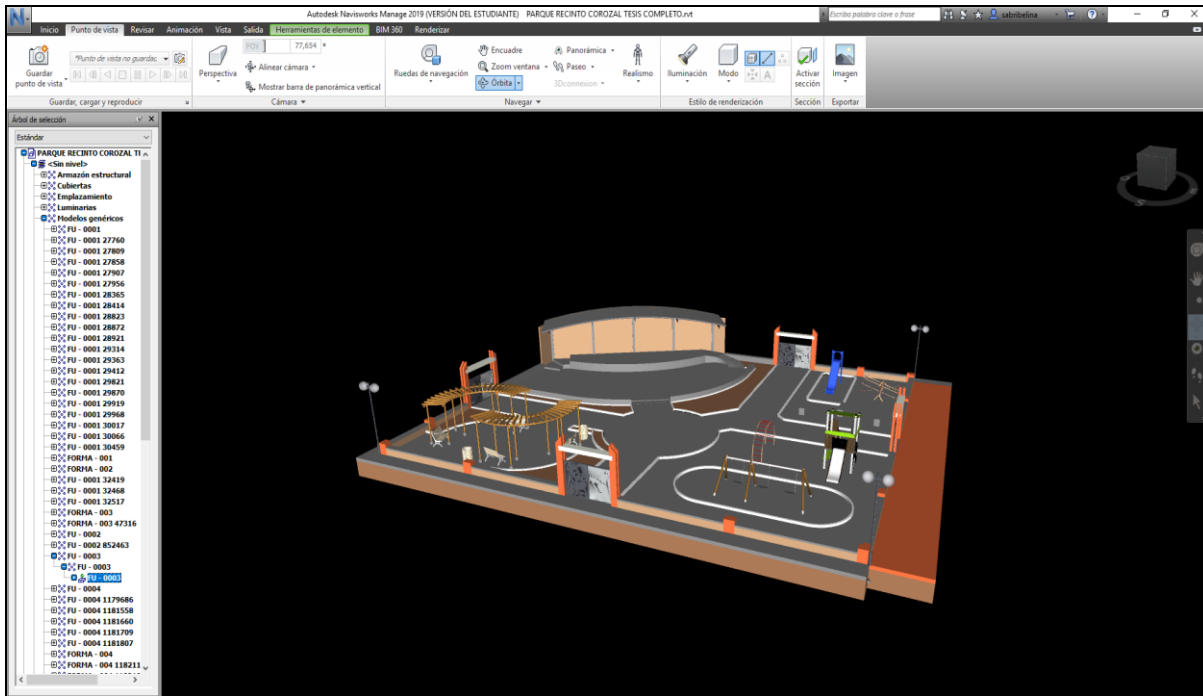 Autodesk Navisworks Manage 2019 (VERSIÓN DEL ESTUDIANTE) PARQUE RECINTO COROZAL TESIS COMPLETO.rvt
Escriba palabra clave o frase
sabribelina
Inicio Punto de vista Revisar Animación Vista Salida Herramientas de elemento BIM 360 Renderizar
Guardar punto de vista
*Punto de vista no guardac
Guardar, cargar y reproducir
Perspectiva
FOV 77,654 °
Alinear cámara
Mostrar barra de panorámica vertical
Cámara
Ruedas de navegación
Encuadre
Zoom ventana
Órbita
Panorámica
Paseo
3Dconnexion
Realismo
Navegar
Iluminación
Modo
A
Estilo de renderización
Activar sección
Sección
Imagen
Exportar
Árbol de selección
Estándar
PARQUE RECINTO COROZAL TI
<Sin nivel>
Armazón estructural
Cubiertas
Emplazamiento
Luminarias
Modelos genéricos
FU - 0001
FU - 0001 27760
FU - 0001 27809
FU - 0001 27858
FU - 0001 27907
FU - 0001 27956
FU - 0001 28365
FU - 0001 28414
FU - 0001 28823
FU - 0001 28872
FU - 0001 28921
FU - 0001 29314
FU - 0001 29363
FU - 0001 29412
FU - 0001 29821
FU - 0001 29870
FU - 0001 29919
FU - 0001 29968
FU - 0001 30017
FU - 0001 30066
FU - 0001 30459
FORMA - 001
FORMA - 002
FU - 0001 32419
FU - 0001 32468
FU - 0001 32517
FORMA - 003
FORMA - 003 47316
FU - 0002
FU - 0002 852463
FU - 0003
FU - 0003
FU - 0003
FU - 0004
FU - 0004 1179686
FU - 0004 1181558
FU - 0004 1181660
FU - 0004 1181709
FU - 0004 1181807
FORMA - 004
FORMA - 004 118211